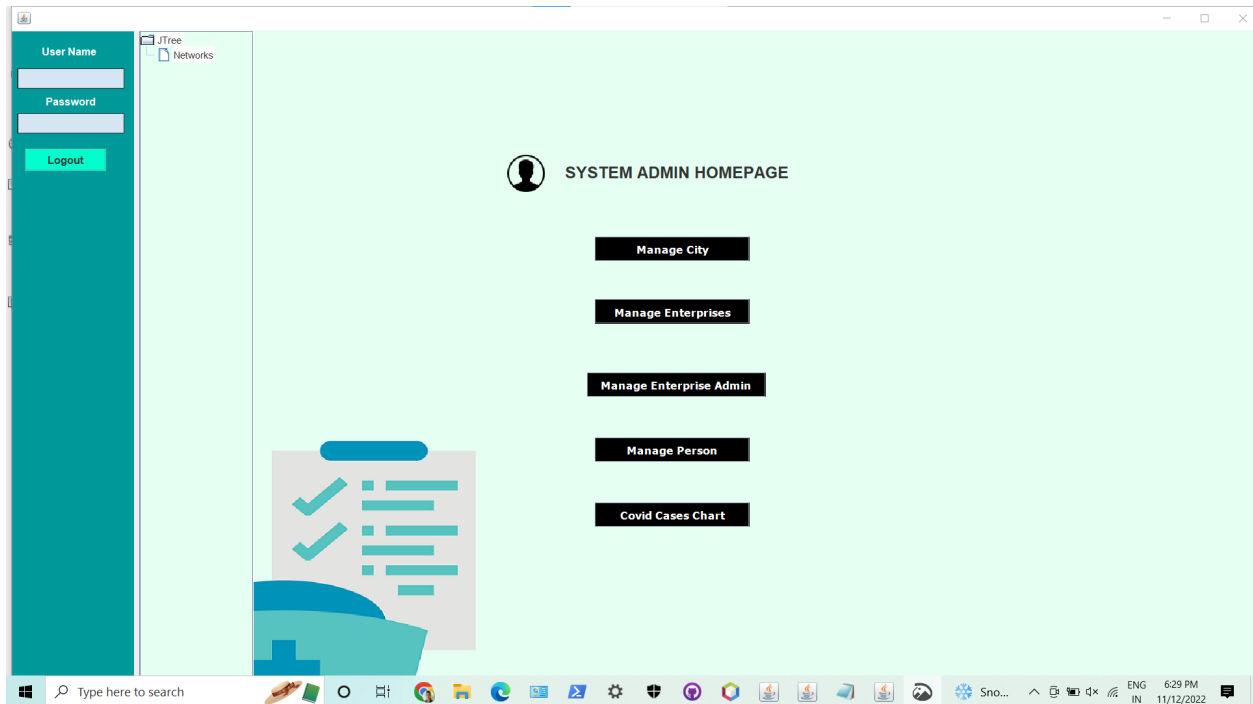 User Name
Password
Logout
JTree
Networks
SYSTEM ADMIN HOMEPAGE
Manage City
Manage Enterprises
Manage Enterprise Admin
Manage Person
Covid Cases Chart
Type here to search
Sno...
ENG
IN
6:29 PM
11/12/2022